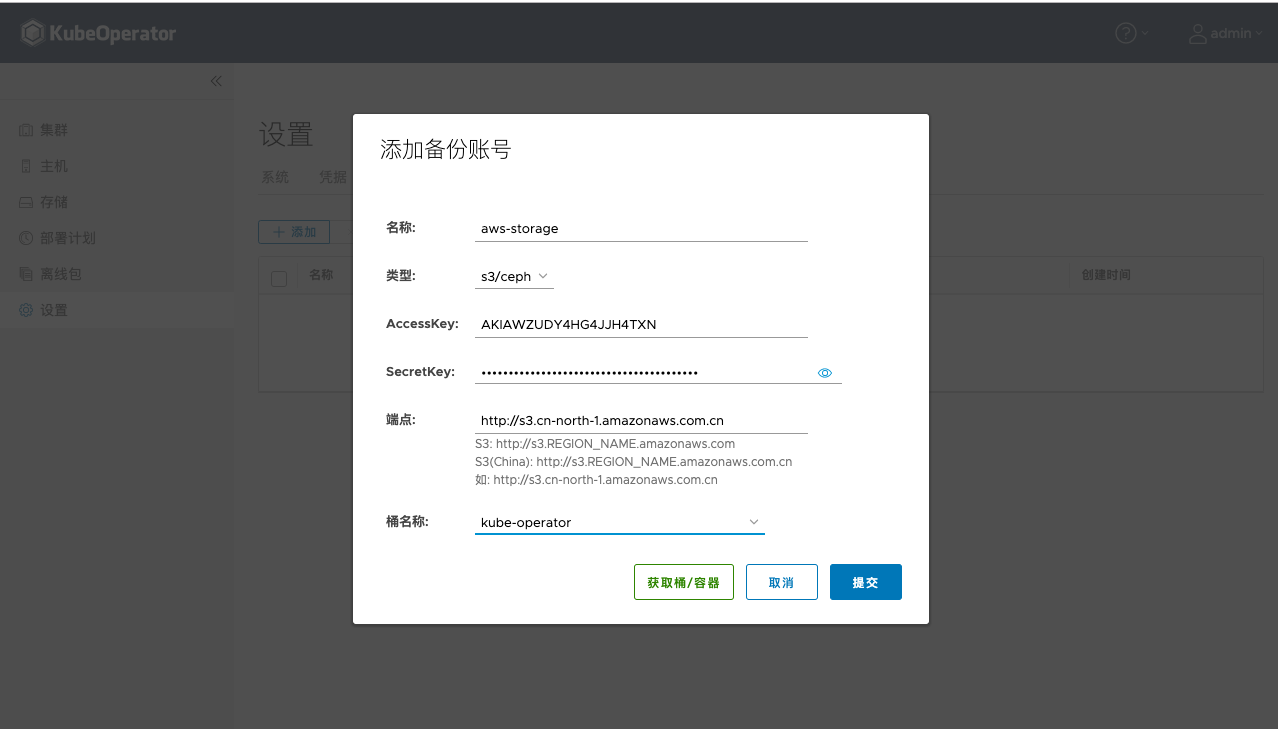 KubeOperator
admin
集群
主机
存储
部署计划
离线包
设置
设置
系统 凭据
添加
名称 创建时间
添加备份账号
名称: aws-storage
类型: s3/ceph
AccessKey: AKIAWZUDY4HG4JJH4TXN
SecretKey: ••••••••••••••••••••••••••••••••••••••••
端点: http://s3.cn-north-1.amazonaws.com.cn
S3: http://s3.REGION_NAME.amazonaws.com
S3(China): http://s3.REGION_NAME.amazonaws.com.cn
如: http://s3.cn-north-1.amazonaws.com.cn
桶名称: kube-operator
获取桶/容器 取消 提交